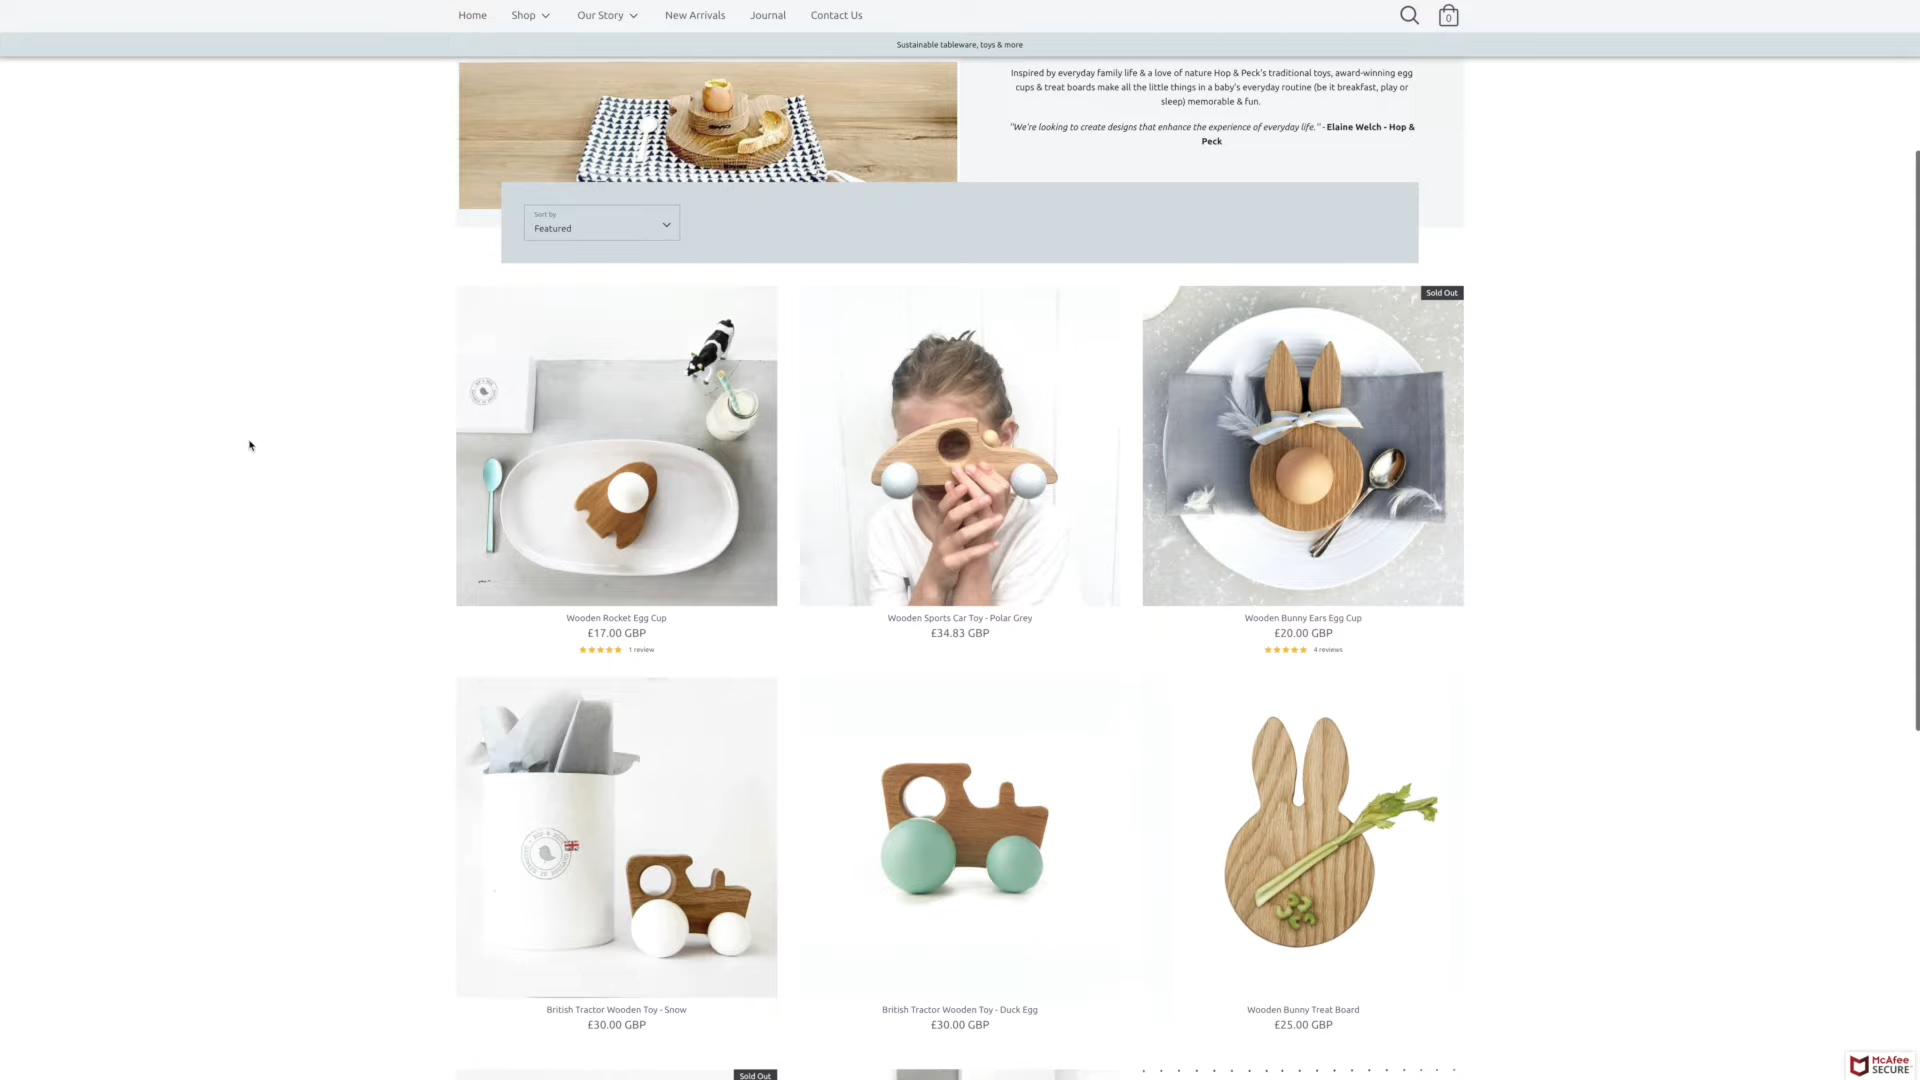 Home
Shop
Our Story
New Arrivals
Journal
Contact Us
0
Sustainable tableware, toys & more
Inspired by everyday family life & a love of nature Hop & Peck's traditional toys, award-winning egg
cups & treat boards make all the little things in a baby's everyday routine (be it breakfast, play or
sleep) memorable & fun.
"We're looking to create designs that enhance the experience of everyday life." - Elaine Welch - Hop &
Peck
Sort by
Featured
Sold Out
Wooden Rocket Egg Cup
£17.00 GBP
1 review
Wooden Sports Car Toy - Polar Grey
£34.83 GBP
Wooden Bunny Ears Egg Cup
£20.00 GBP
4 reviews
British Tractor Wooden Toy - Snow
£30.00 GBP
British Tractor Wooden Toy - Duck Egg
£30.00 GBP
Wooden Bunny Treat Board
£25.00 GBP
Sold Out
McAfee
SECURE